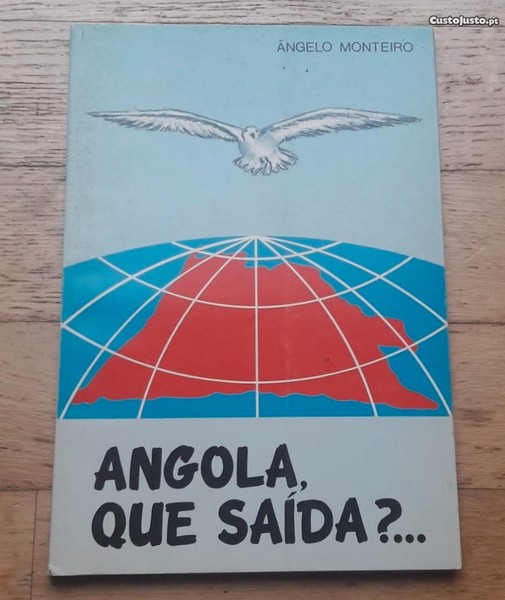 CustoJusto.pt
ÂNGELO MONTEIRO
ANGOLA,
QUE SAÍDA?...